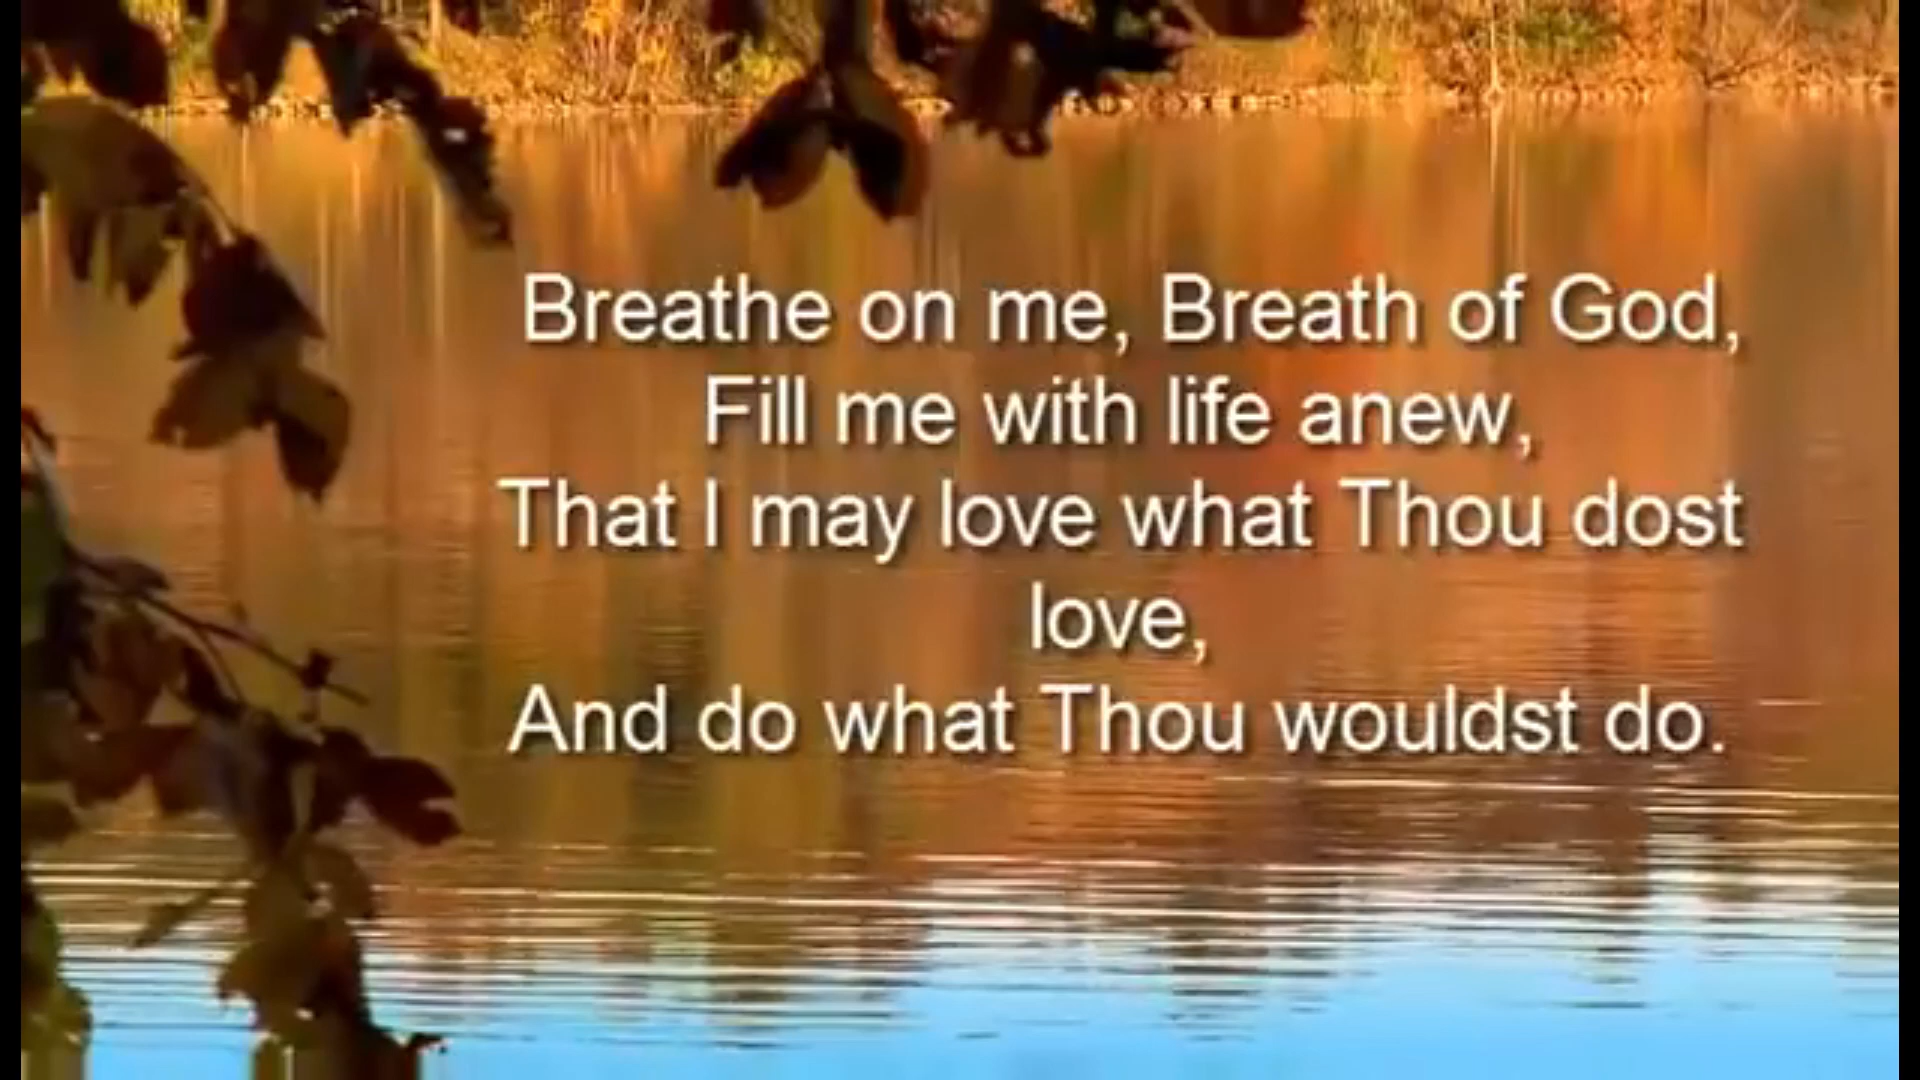 Breathe on me, Breath of God,
Fill me with life anew,
That I may love what Thou dost
love,
And do what Thou wouldst do.